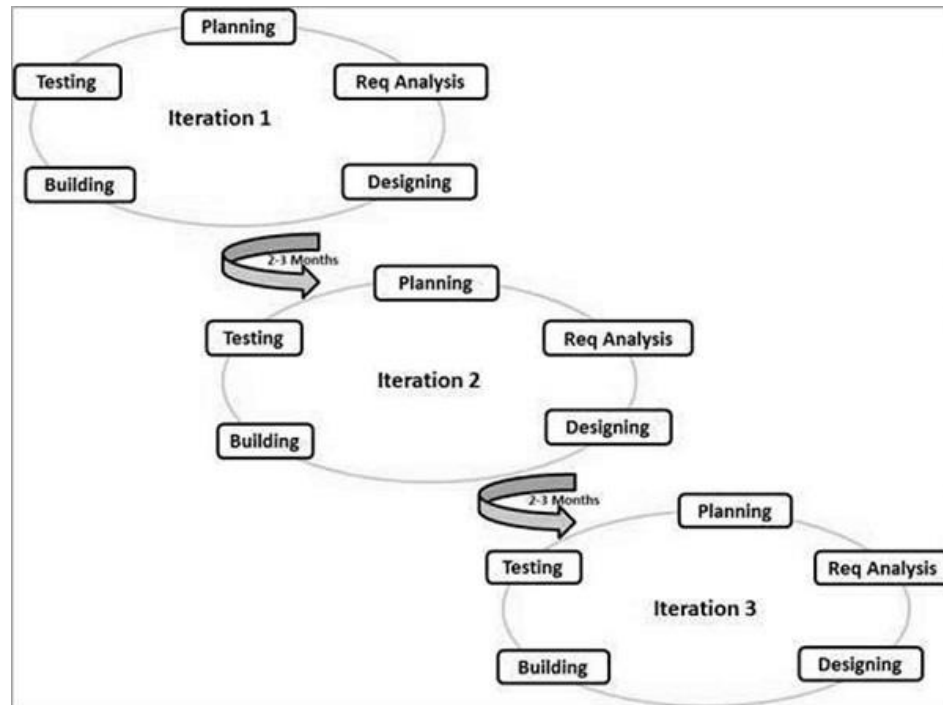 Planning
Testing
Req Analysis
Iteration 1
Building
Designing
2-3 Months
Planning
Testing
Req Analysis
Iteration 2
Building
Designing
2-3 Months
Planning
Testing
Req Analysis
Iteration 3
Building
Designing